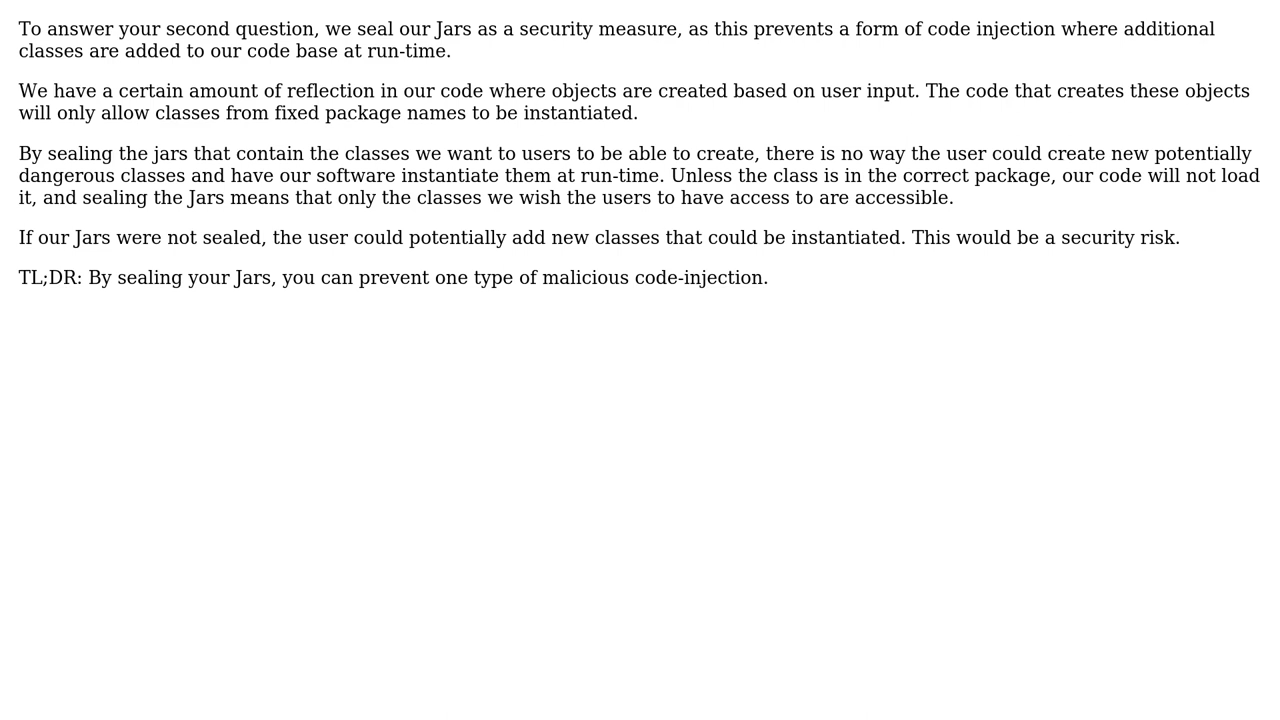 To answer your second question, we seal our Jars as a security measure, as this prevents a form of code injection where additional
classes are added to our code base at run-time.
We have a certain amount of reflection in our code where objects are created based on user input. The code that creates these objects
will only allow classes from fixed package names to be instantiated.
By sealing the jars that contain the classes we want to users to be able to create, there is no way the user could create new potentially
dangerous classes and have our software instantiate them at run-time. Unless the class is in the correct package, our code will not load
it, and sealing the Jars means that only the classes we wish the users to have access to are accessible.
If our Jars were not sealed, the user could potentially add new classes that could be instantiated. This would be a security risk.
TL;DR: By sealing your Jars, you can prevent one type of malicious code-injection.